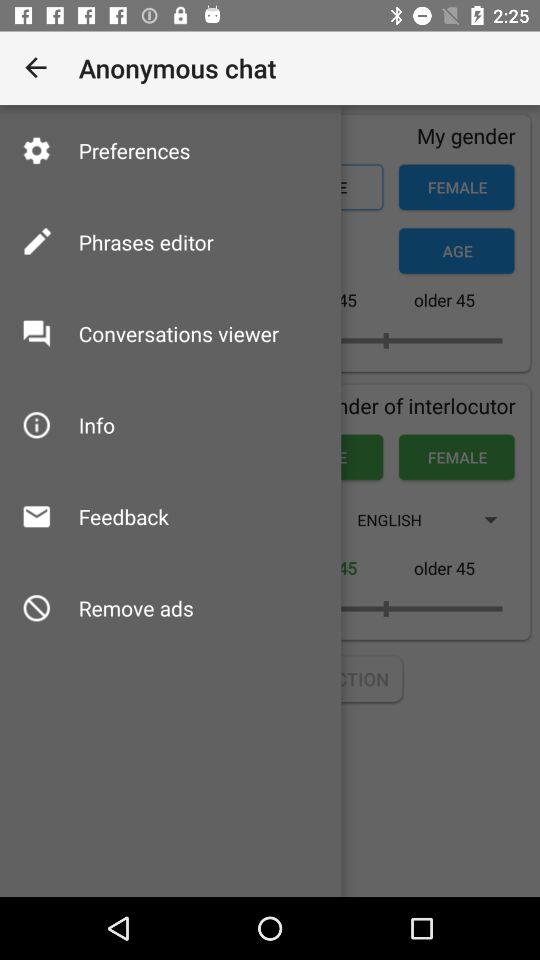 2:25
Anonymous chat
Preferences
Phrases editor
Conversations viewer
Info
Feedback
Remove ads
My gender
E FEMALE
AGE
45 older 45
nder of interlocutor
E FEMALE
ENGLISH
45 older 45
CTION